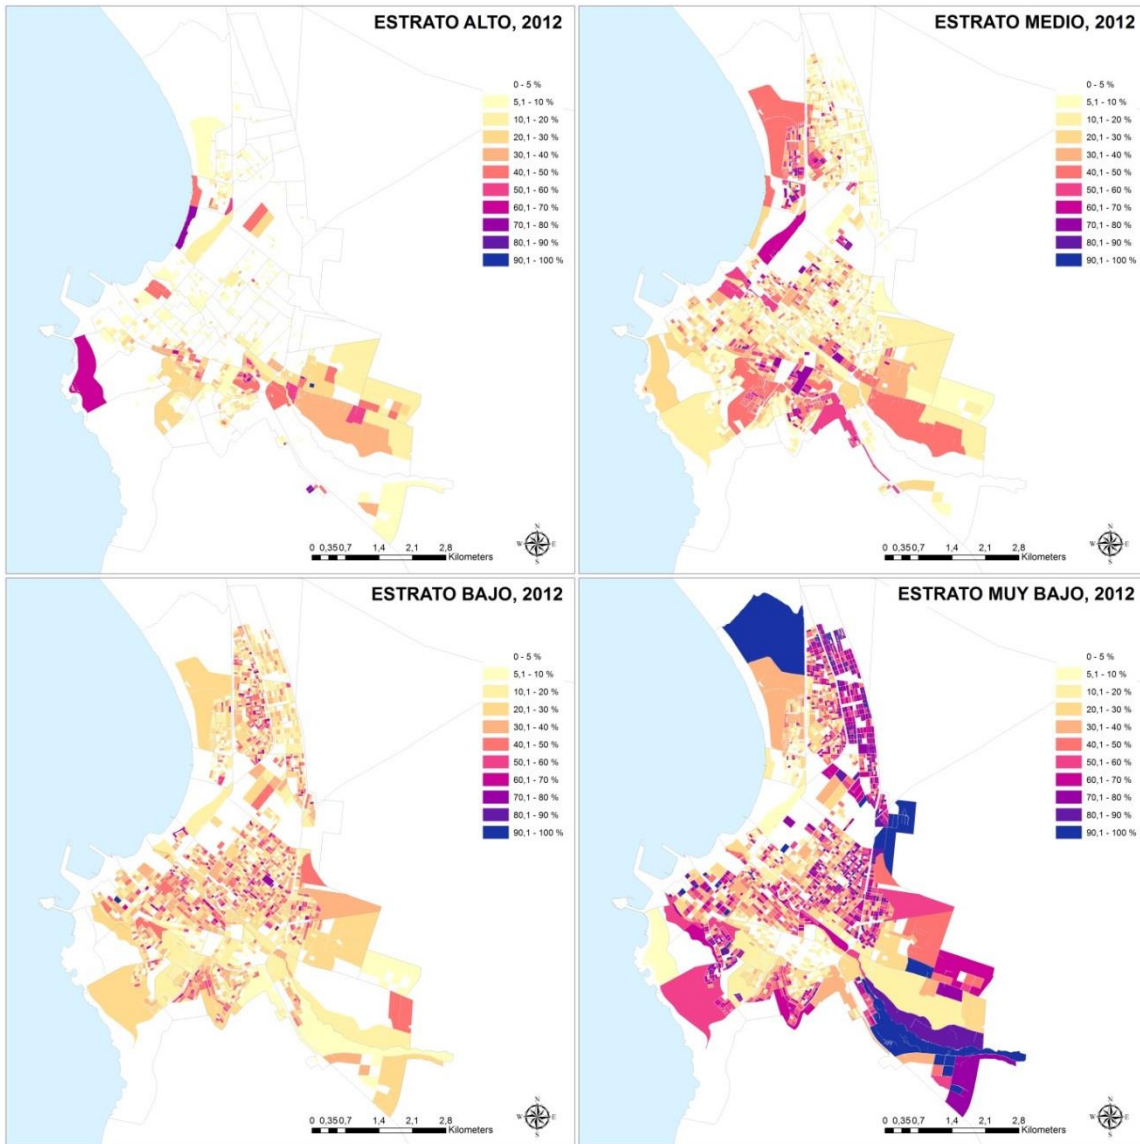 ESTRATO ALTO, 2012
0 - 5 %
5,1 - 10 %
10,1 - 20 %
20,1 - 30 %
30,1 - 40 %
40,1 - 50 %
50,1 - 60 %
60,1 - 70 %
70,1 - 80 %
80,1 - 90 %
90,1 - 100 %
N
W E
S
0 0,35 0,7 1,4 2,1 2,8
Kilometers
ESTRATO MEDIO, 2012
0 - 5 %
5,1 - 10 %
10,1 - 20 %
20,1 - 30 %
30,1 - 40 %
40,1 - 50 %
50,1 - 60 %
60,1 - 70 %
70,1 - 80 %
80,1 - 90 %
90,1 - 100 %
N
W E
S
0 0,35 0,7 1,4 2,1 2,8
Kilometers
ESTRATO BAJO, 2012
0 - 5 %
5,1 - 10 %
10,1 - 20 %
20,1 - 30 %
30,1 - 40 %
40,1 - 50 %
50,1 - 60 %
60,1 - 70 %
70,1 - 80 %
80,1 - 90 %
90,1 - 100 %
N
W E
S
0 0,35 0,7 1,4 2,1 2,8
Kilometers
ESTRATO MUY BAJO, 2012
0 - 5 %
5,1 - 10 %
10,1 - 20 %
20,1 - 30 %
30,1 - 40 %
40,1 - 50 %
50,1 - 60 %
60,1 - 70 %
70,1 - 80 %
80,1 - 90 %
90,1 - 100 %
N
W E
S
0 0,35 0,7 1,4 2,1 2,8
Kilometers